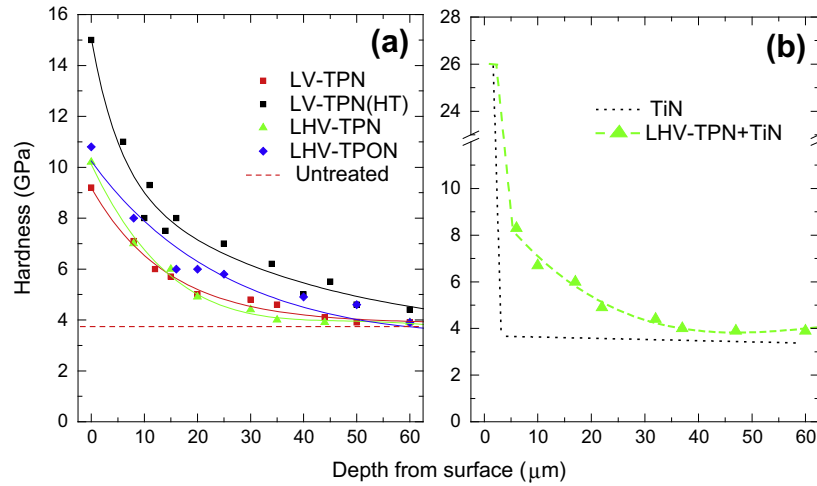 (a)
16
14
12
10
8
6
4
2
0
Hardness (GPa)
LV-TPN
LV-TPN(HT)
LHV-TPN
LHV-TPON
Untreated
0 10 20 30 40 50 60
(b)
28
26
24
8
6
4
2
0
TiN
LHV-TPN+TiN
0 10 20 30 40 50 60
Depth from surface (μm)